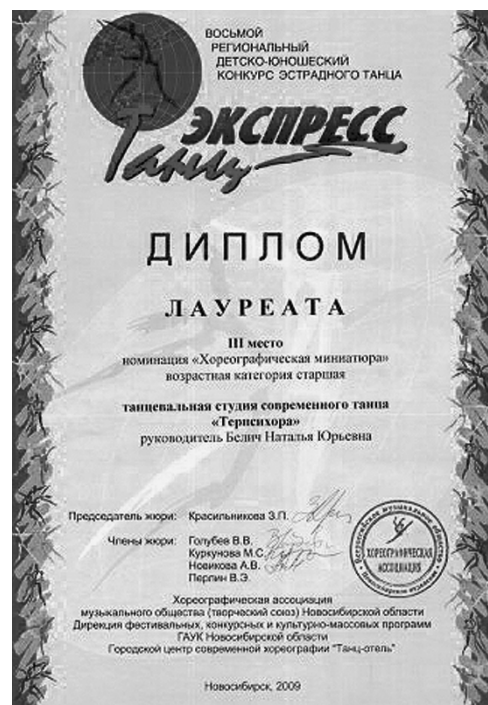 ВОСЬМОЙ
РЕГИОНАЛЬНЫЙ
ДЕТСКО-ЮНОШЕСКИЙ
КОНКУРС ЭСТРАДНОГО ТАНЦА
Танц ЭКСПРЕСС
ДИПЛОМ
ЛАУРЕАТА
III место
номинация «Хореографическая миниатюра»
возрастная категория старшая
танцевальная студия современного танца
«Терпсихора»
руководитель Белич Наталья Юрьевна
Председатель жюри: Красильникова З.П.
Члены жюри: Голубев В.В.
Куркунова М.С.
Новикова А.В.
Перлин В.Э.
ХОРЕОГРАФИЧЕСКАЯ
АССОЦИАЦИЯ
Хореографическая ассоциация
музыкального общества (творческий союз) Новосибирской области
Дирекция фестивальных, конкурсных и культурно-массовых программ
ГАУК Новосибирской области
Городской центр современной хореографии "Танц-отель"
Новосибирск, 2009